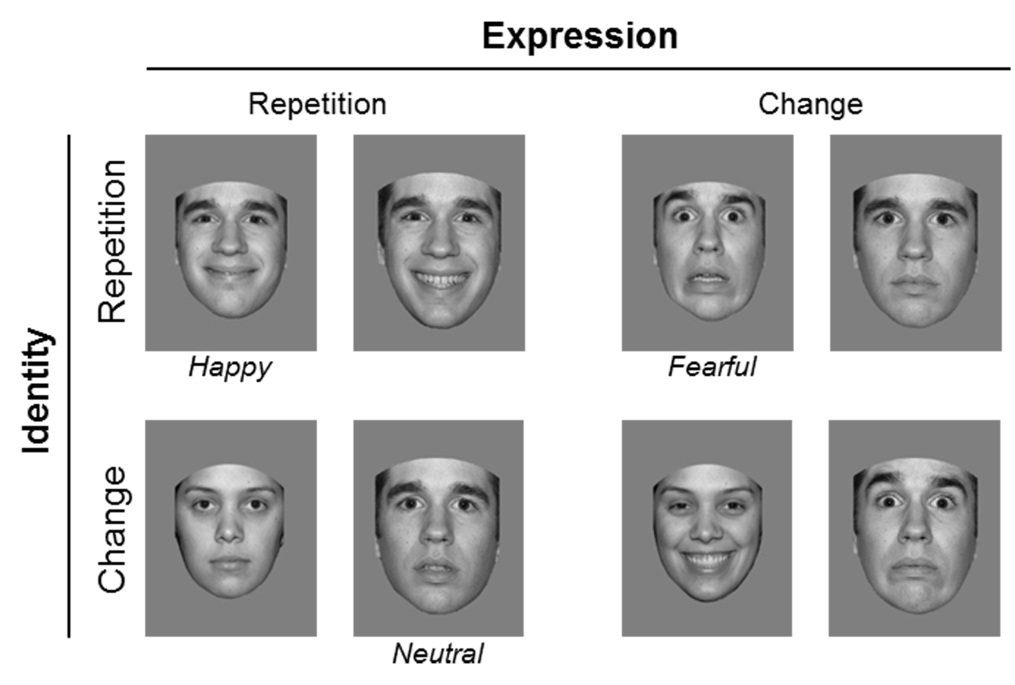 Expression
Repetition
Change
Identity
Repetition
Happy
Fearful
Change
Neutral